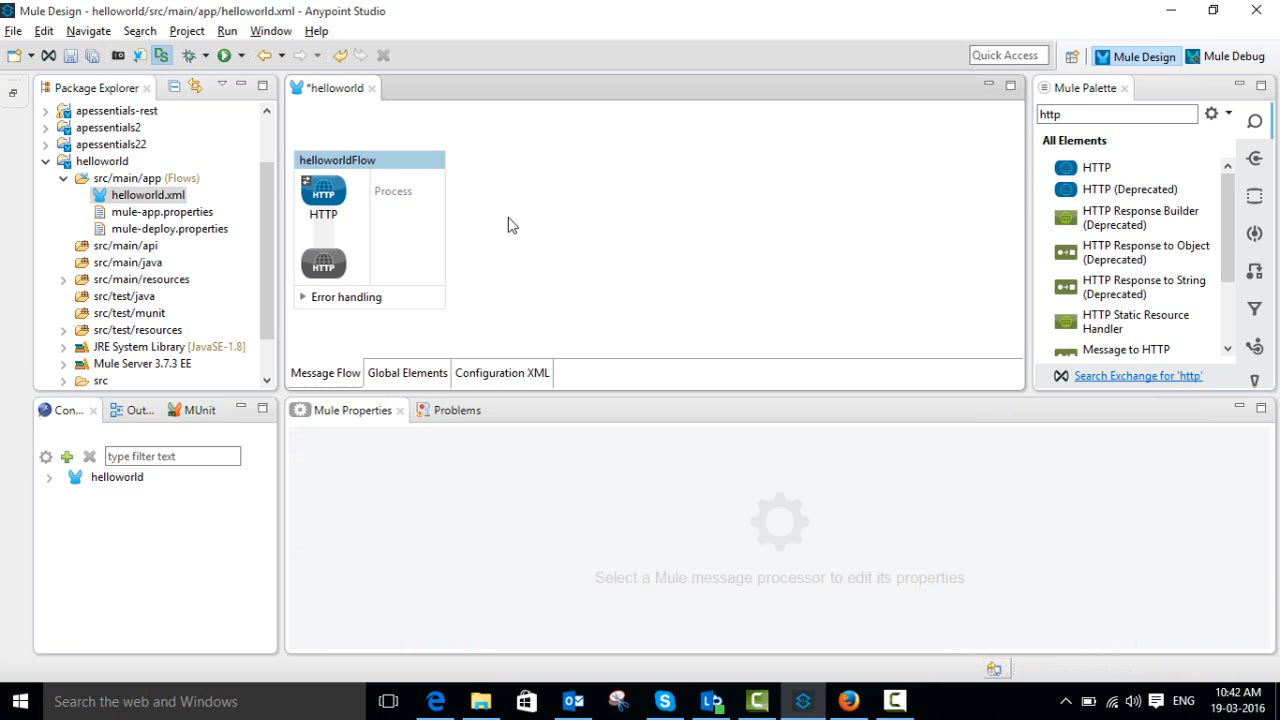 Mule Design - helloworld/src/main/app/helloworld.xml - Anypoint Studio
File Edit Navigate Search Project Run Window Help
Quick Access
Mule Design
Mule Debug
Package Explorer
apessentials-rest
apessentials2
apessentials22
helloworld
src/main/app (Flows)
helloworld.xml
mule-app.properties
mule-deploy.properties
src/main/api
src/main/java
src/main/resources
src/test/java
src/test/munit
src/test/resources
JRE System Library [JavaSE-1.8]
Mule Server 3.7.3 EE
src
*helloworld
helloworldFlow
HTTP
HTTP
Process
HTTP
Error handling
Message Flow
Global Elements
Configuration XML
Mule Palette
http
All Elements
HTTP
HTTP (Deprecated)
HTTP Response Builder
(Deprecated)
HTTP Response to Object
(Deprecated)
HTTP Response to String
(Deprecated)
HTTP Static Resource
Handler
Message to HTTP
Search Exchange for 'http'
Con...
Out...
MUnit
type filter text
helloworld
Mule Properties
Problems
Select a Mule message processor to edit its properties
Search the web and Windows
ENG
10:42 AM
19-03-2016